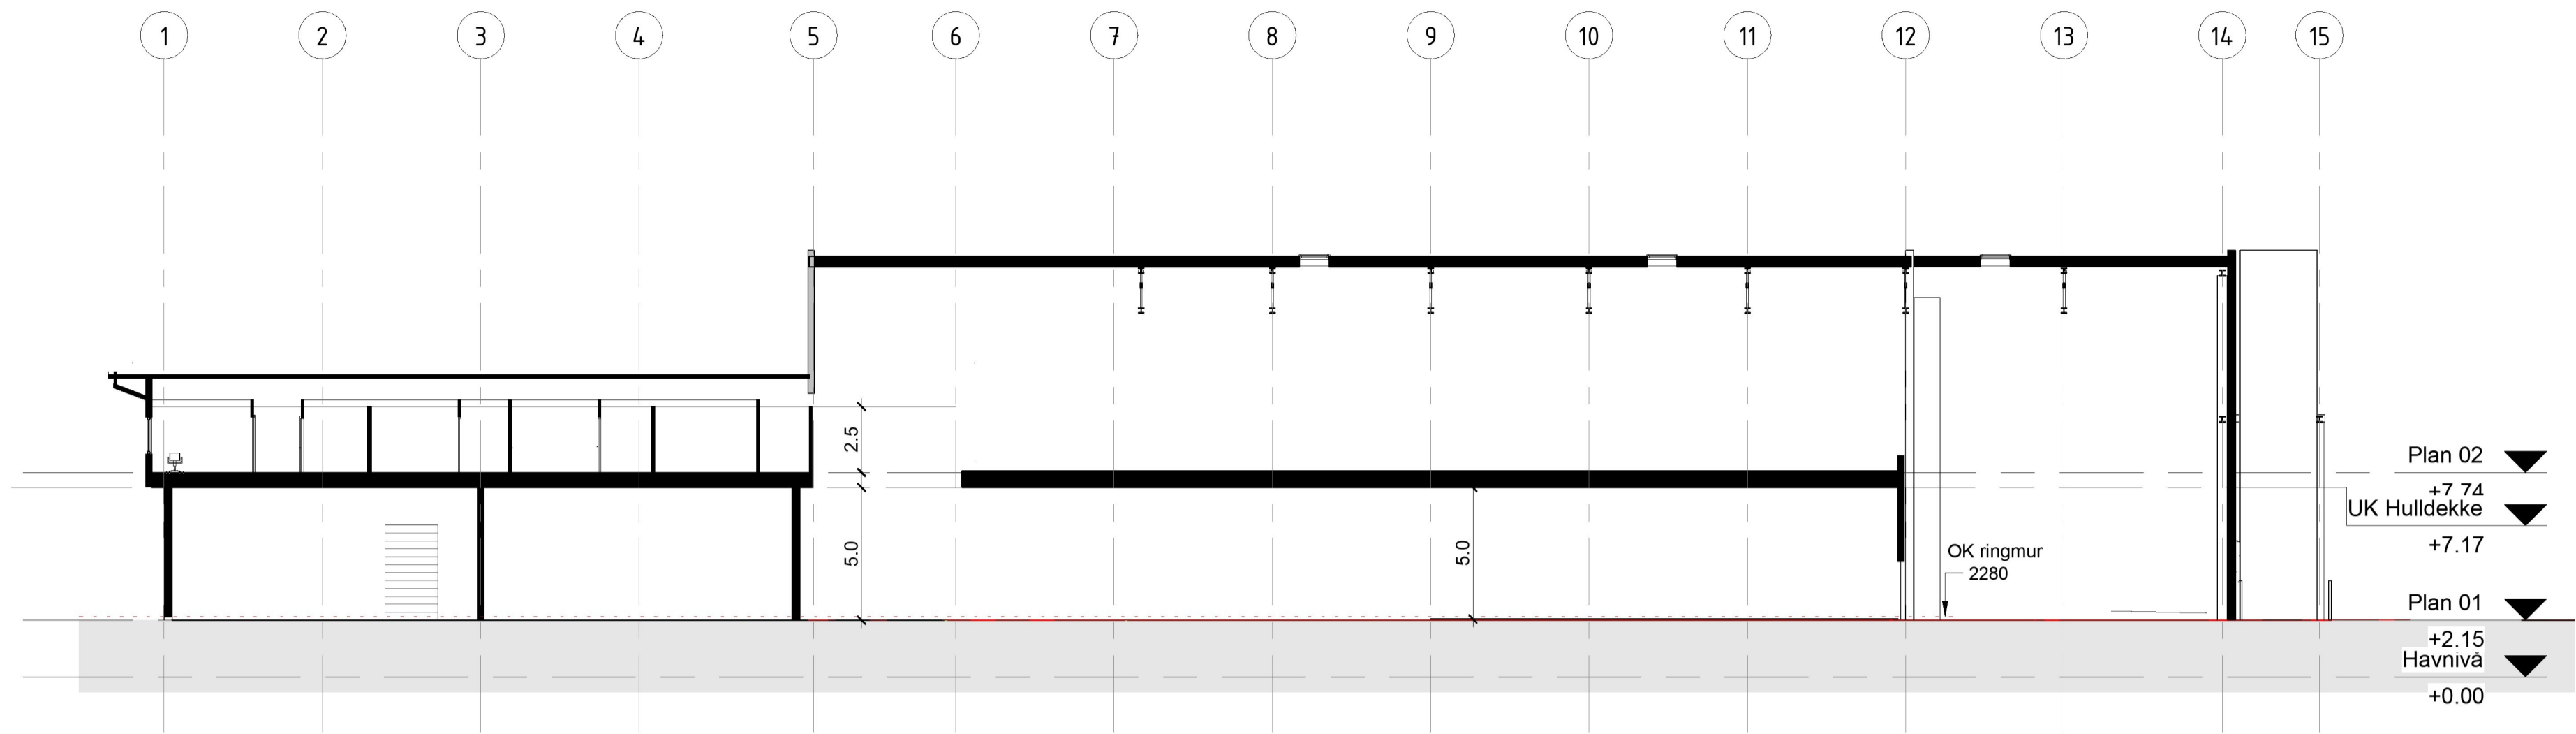 1 2 3 4 5 6 7 8 9 10 11 12 13 14 15
2.5
Plan 02
+7.74
UK Hulldekke
+7.17
5.0
5.0
OK ringmur
2280
Plan 01
+2.15
Havnivå
+0.00